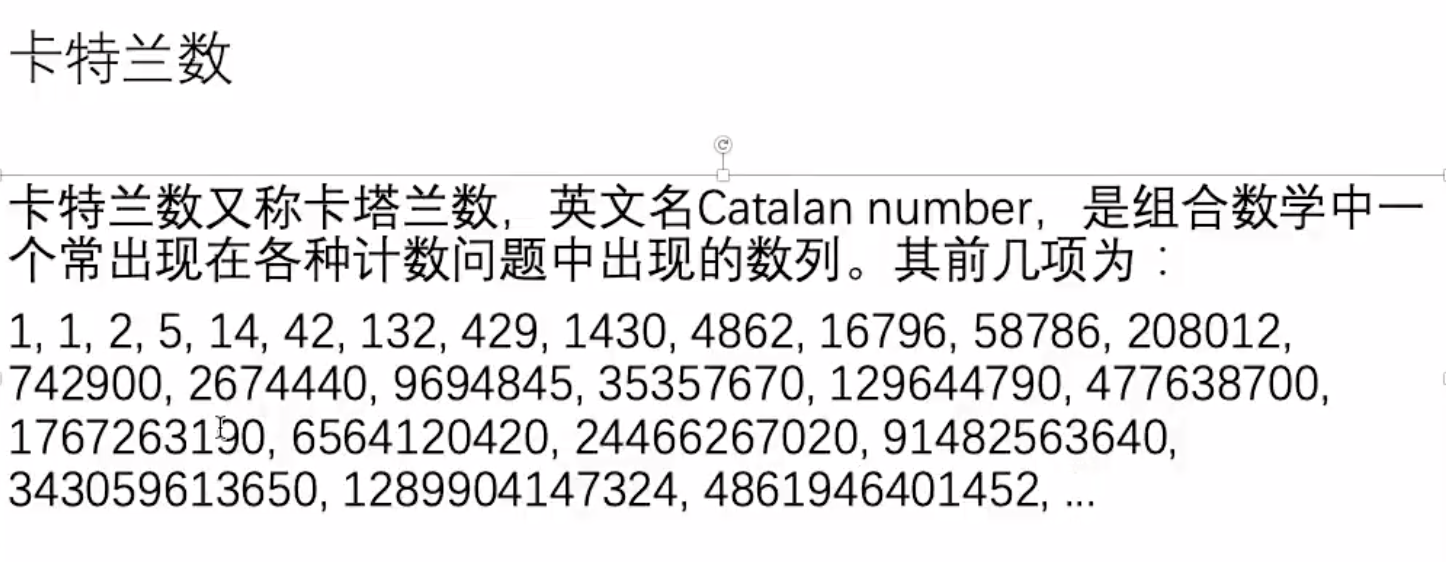 卡特兰数
卡特兰数又称卡塔兰数，英文名Catalan number，是组合数学中一
个常出现在各种计数问题中出现的数列。其前几项为：
1, 1, 2, 5, 14, 42, 132, 429, 1430, 4862, 16796, 58786, 208012,
742900, 2674440, 9694845, 35357670, 129644790, 477638700,
1767263190, 6564120420, 24466267020, 91482563640,
343059613650, 1289904147324, 4861946401452, ...